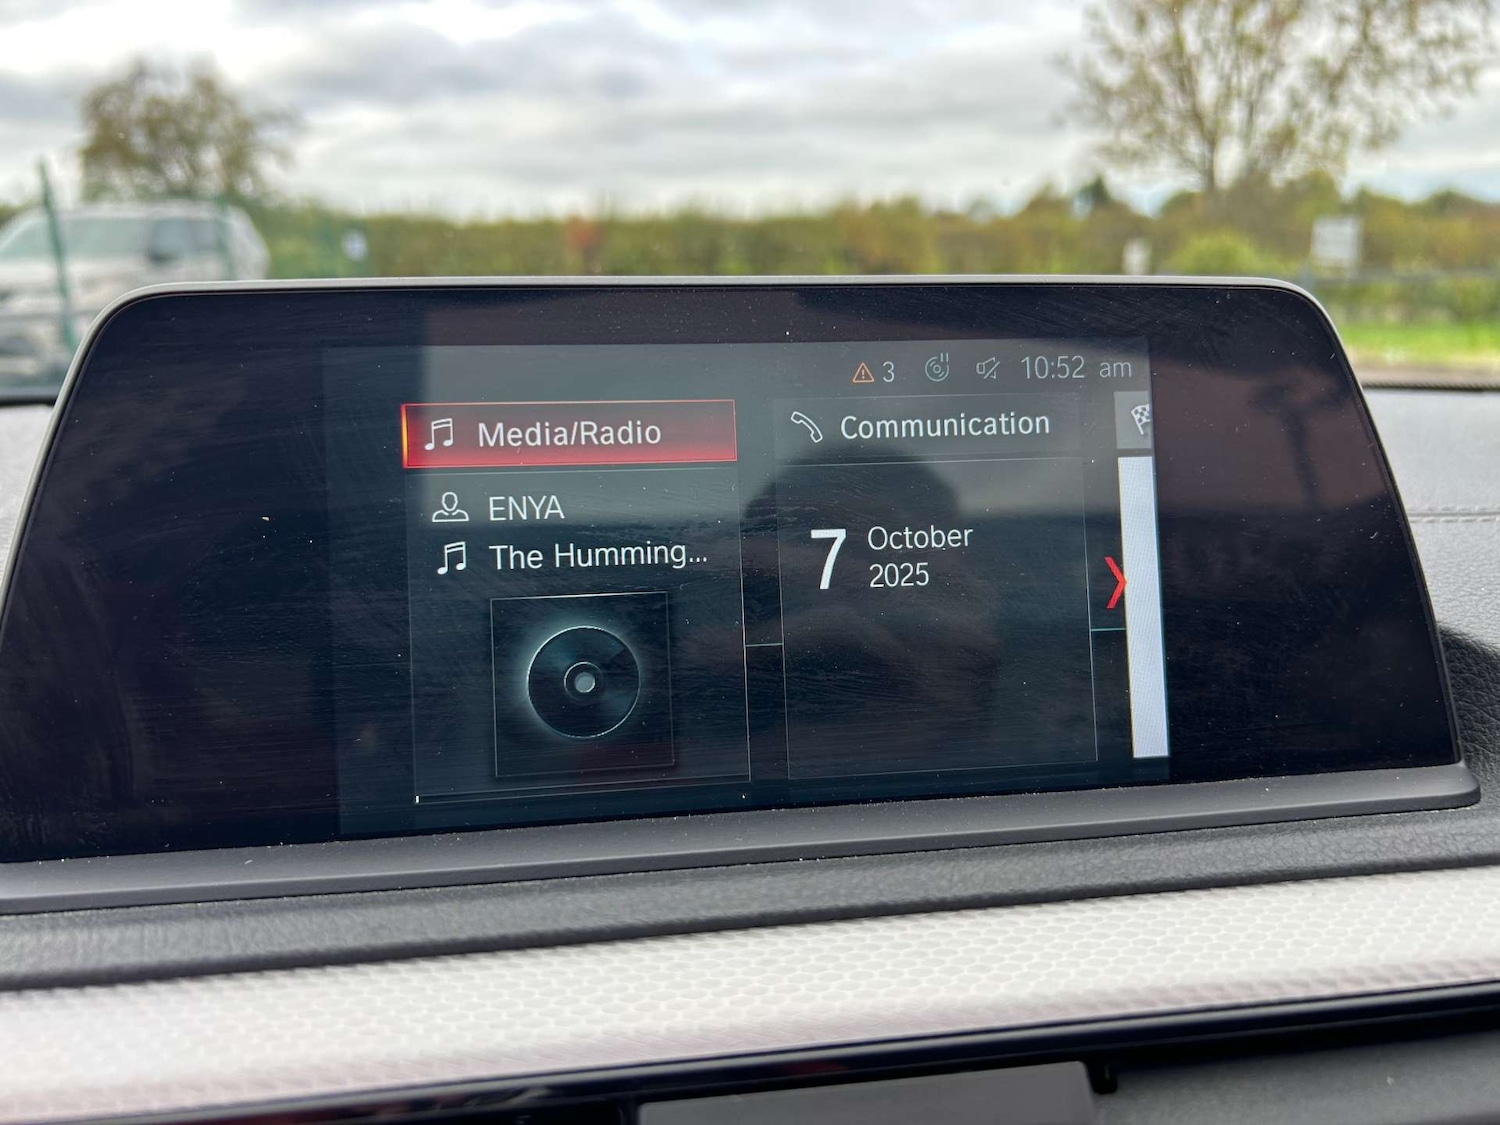 3 10:52 am
Media/Radio
ENYA
The Humming...
Communication
7 October
2025